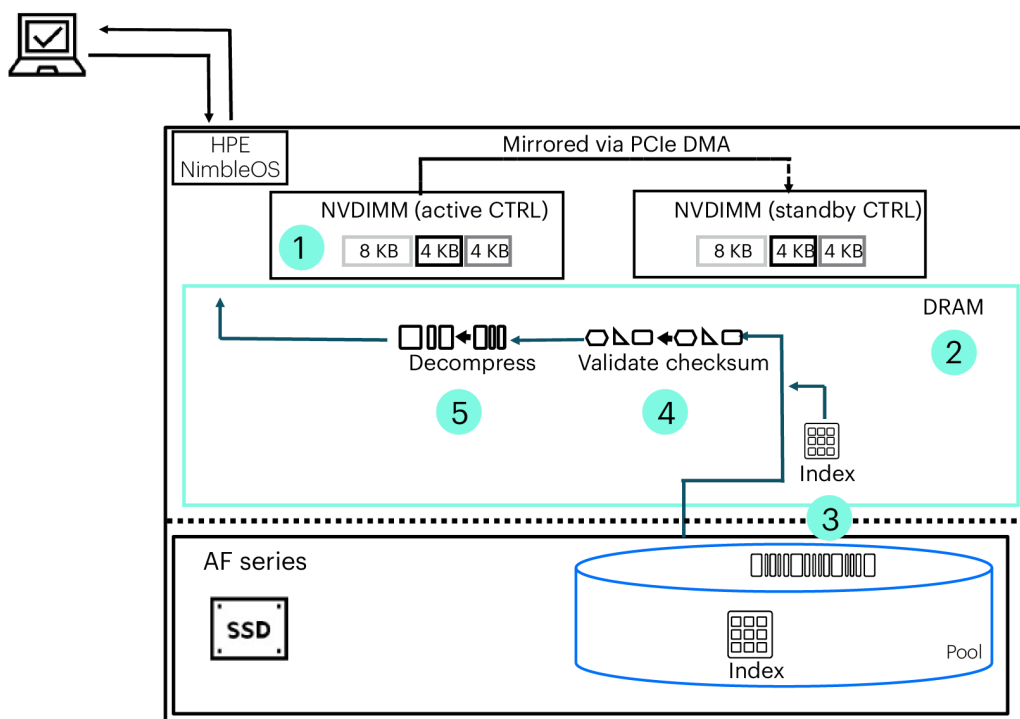 HPE
NimbleOS
Mirrored via PCIe DMA
NVDIMM (active CTRL)
1
8 KB
4 KB
4 KB
NVDIMM (standby CTRL)
8 KB
4 KB
4 KB
DRAM
2
Decompress
5
Validate checksum
4
Index
3
AF series
SSD
Index
Pool